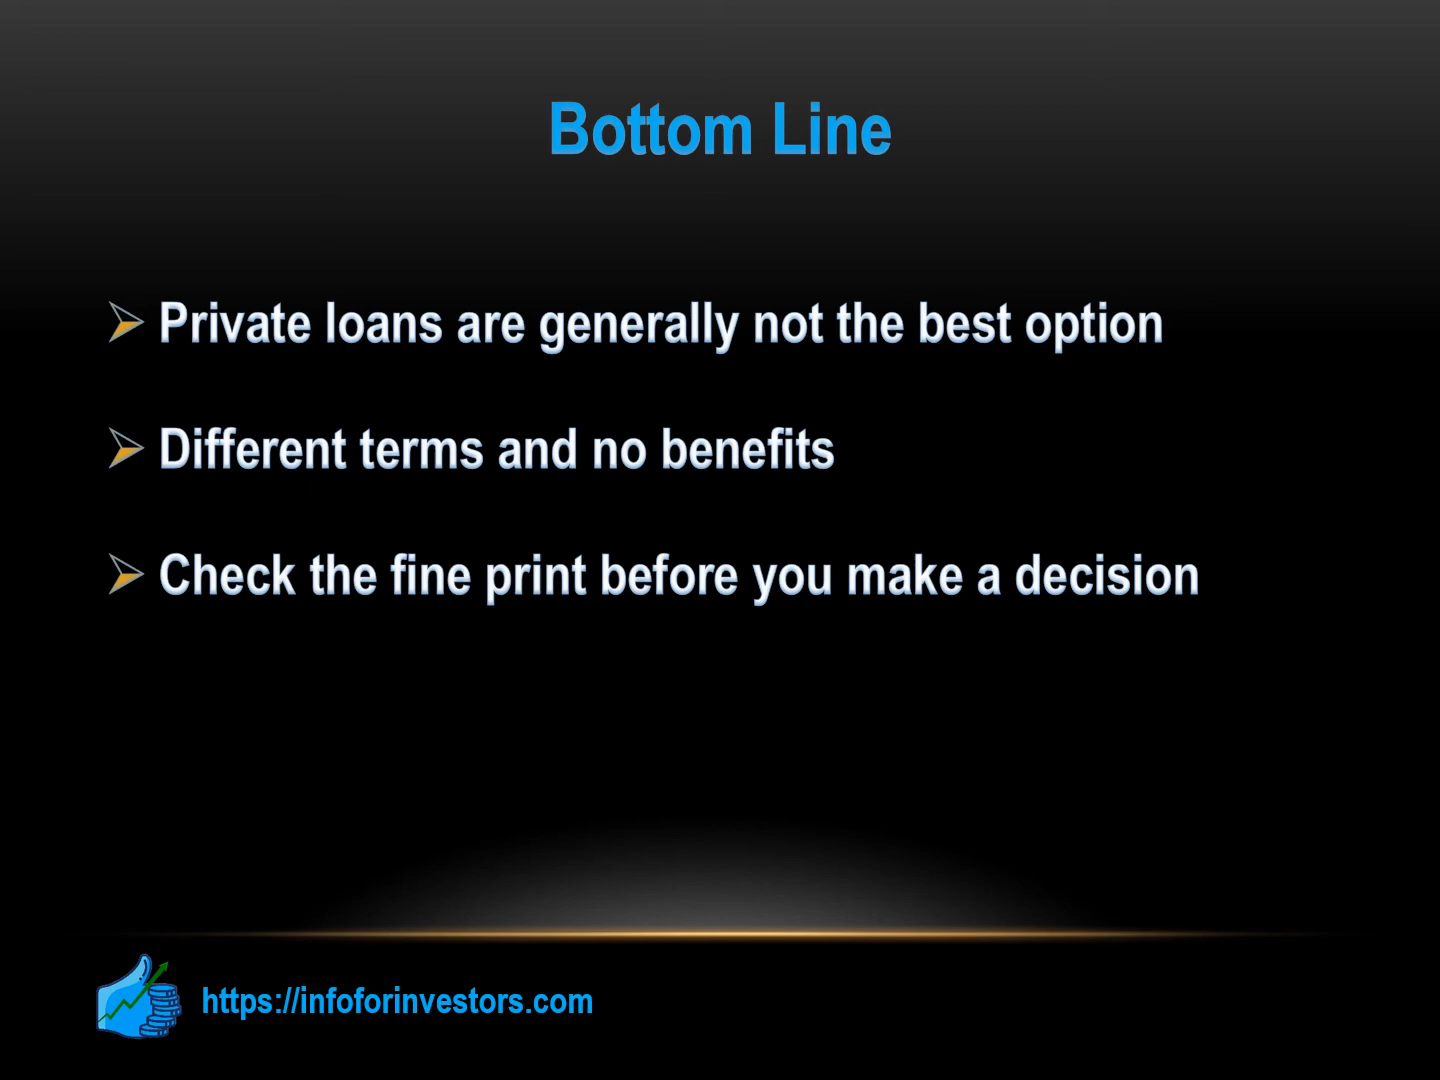 Bottom Line
Private loans are generally not the best option
Different terms and no benefits
Check the fine print before you make a decision
https://infoforinvestors.com